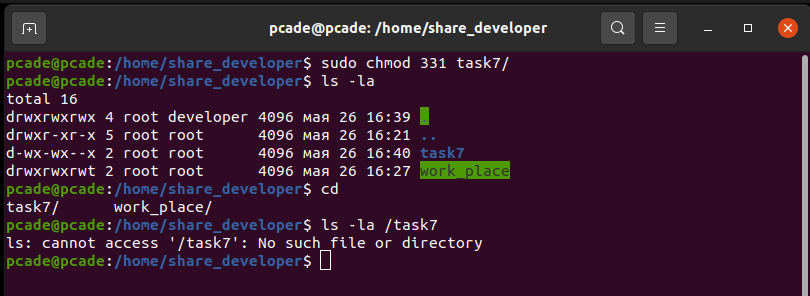 pcade@pcade: /home/share_developer
pcade@pcade:/home/share_developer$ sudo chmod 331 task7/
pcade@pcade:/home/share_developer$ ls -la
total 16
drwxrwxrwx 4 root developer 4096 мая 26 16:39 .
drwxr-xr-x 5 root root      4096 мая 26 16:21 ..
d-wx-wx--x 2 root root      4096 мая 26 16:40 task7
drwxrwxrwt 2 root root      4096 мая 26 16:27 work_place
pcade@pcade:/home/share_developer$ cd
task7/      work_place/
pcade@pcade:/home/share_developer$ ls -la /task7
ls: cannot access '/task7': No such file or directory
pcade@pcade:/home/share_developer$